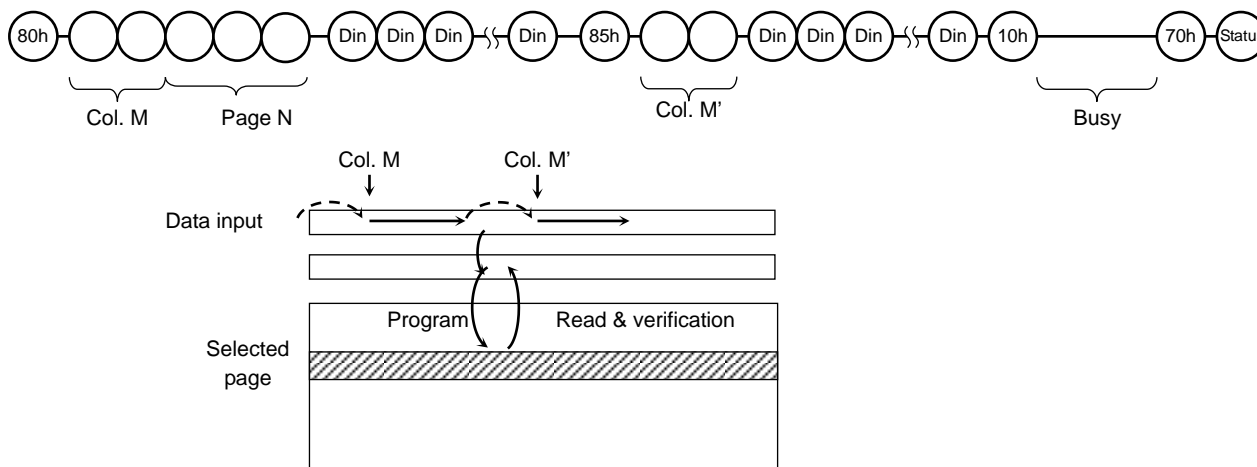 80h Din Din Din Din 85h Din Din Din Din 10h 70h Statu
Col. M Page N Col. M’ Busy
Col. M Col. M’
Data input
Program Read & verification
Selected
page